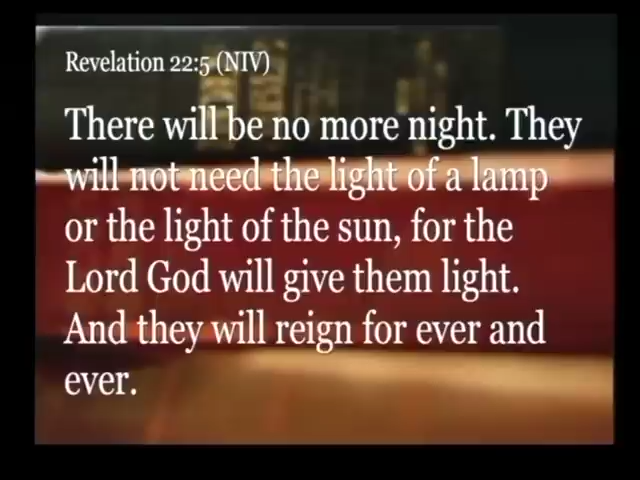 Revelation 22:5 (NIV)
There will be no more night. They
will not need the light of a lamp
or the light of the sun, for the
Lord God will give them light.
And they will reign for ever and
ever.